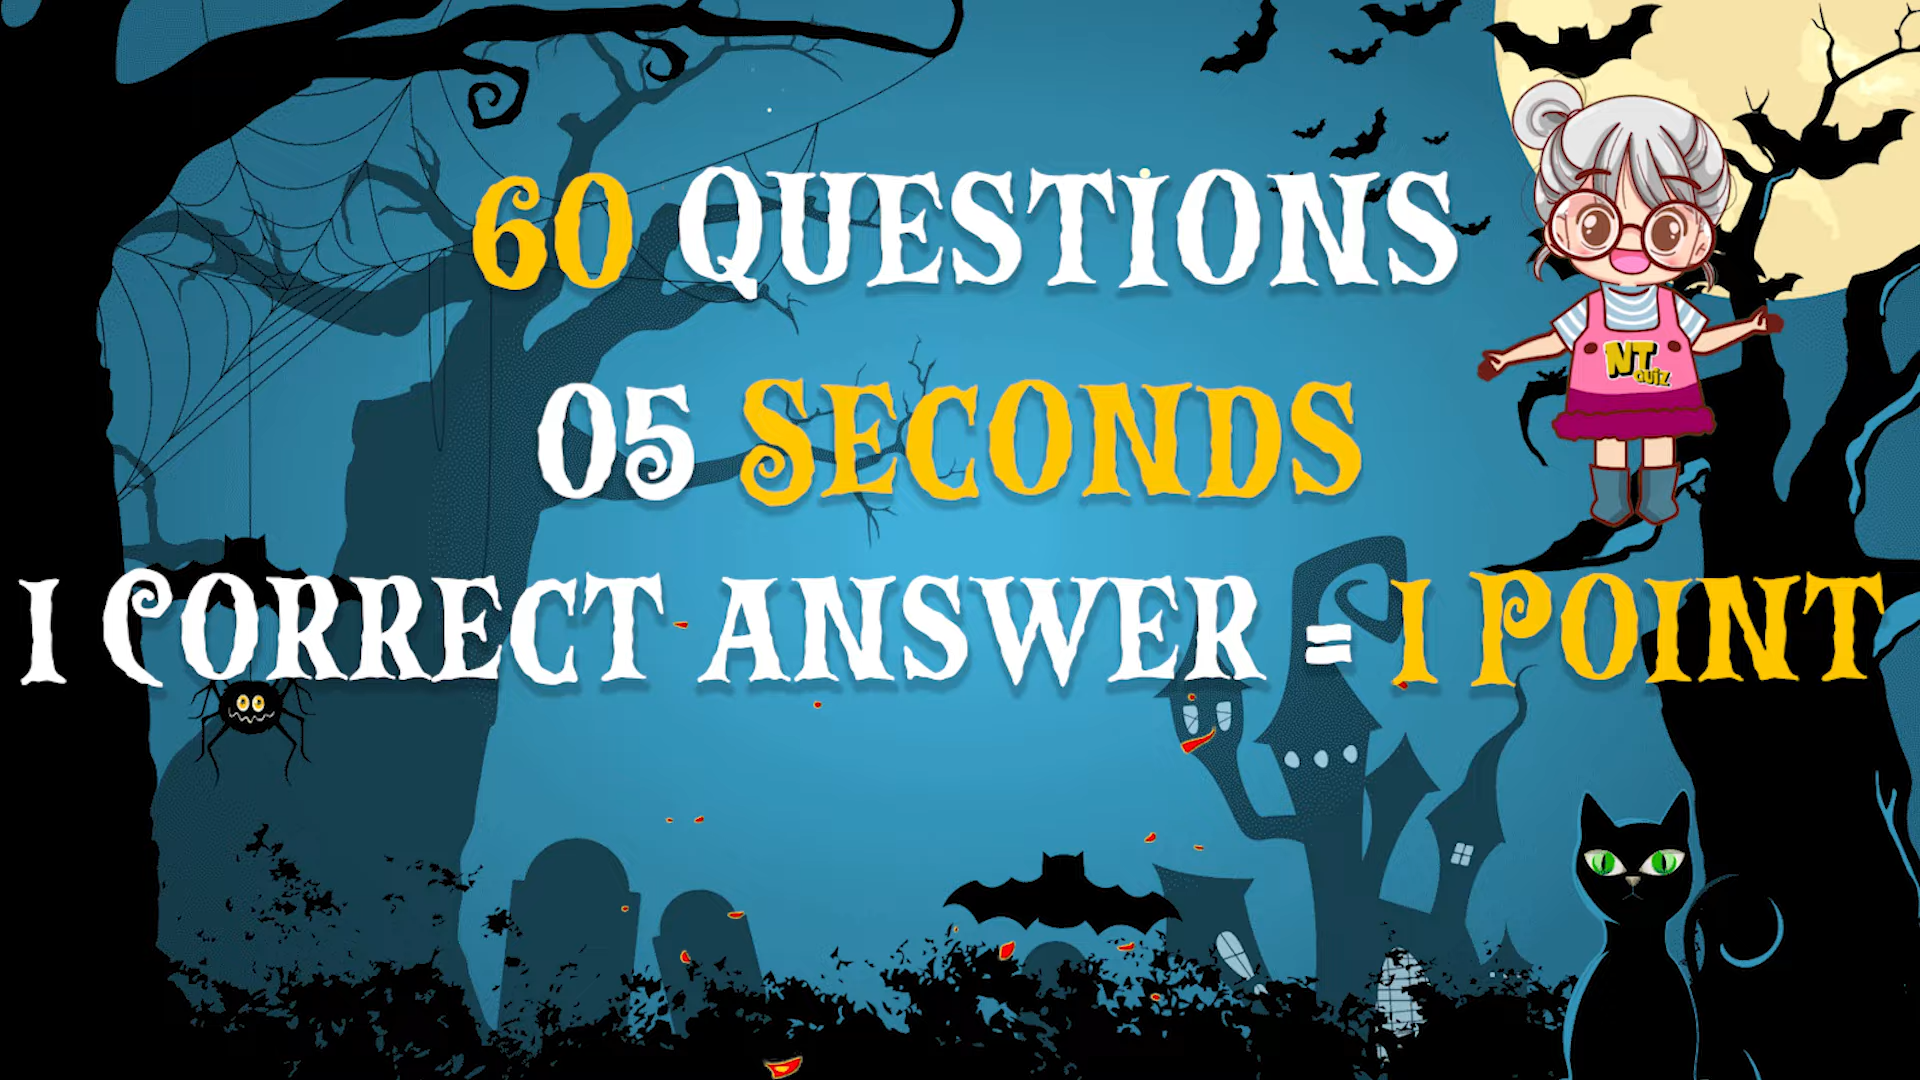 60 QUESTIONS
05 SECONDS
1 CORRECT ANSWER = 1 POINT
NT
QUIZ